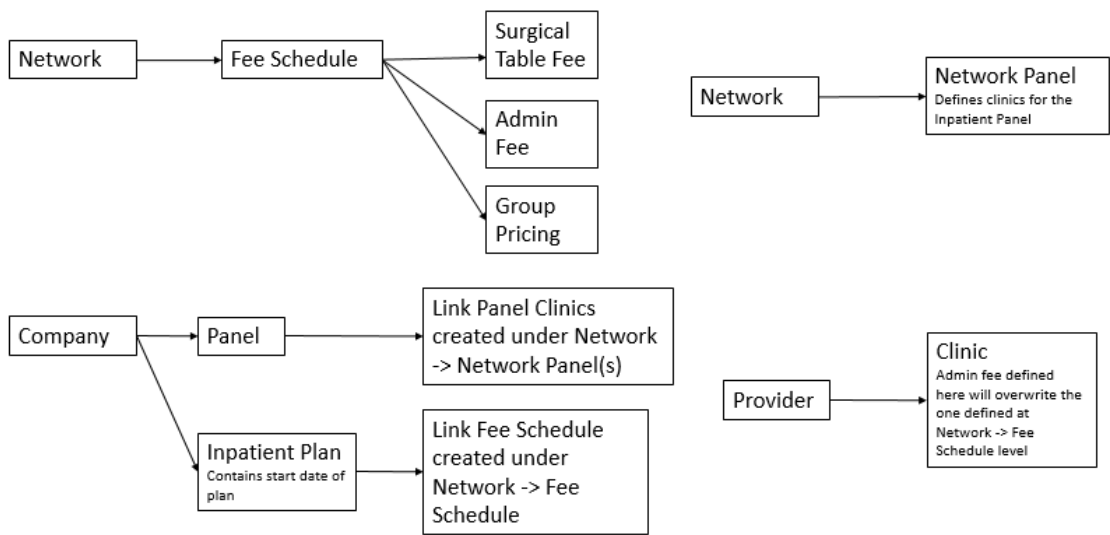 Network
Fee Schedule
Surgical
Table Fee
Admin
Fee
Group
Pricing
Network
Network Panel
Defines clinics for the
Inpatient Panel
Company
Panel
Link Panel Clinics
created under Network
-> Network Panel(s)
Inpatient Plan
Contains start date of
plan
Link Fee Schedule
created under
Network -> Fee
Schedule
Provider
Clinic
Admin fee defined
here will overwrite the
one defined at
Network -> Fee
Schedule level